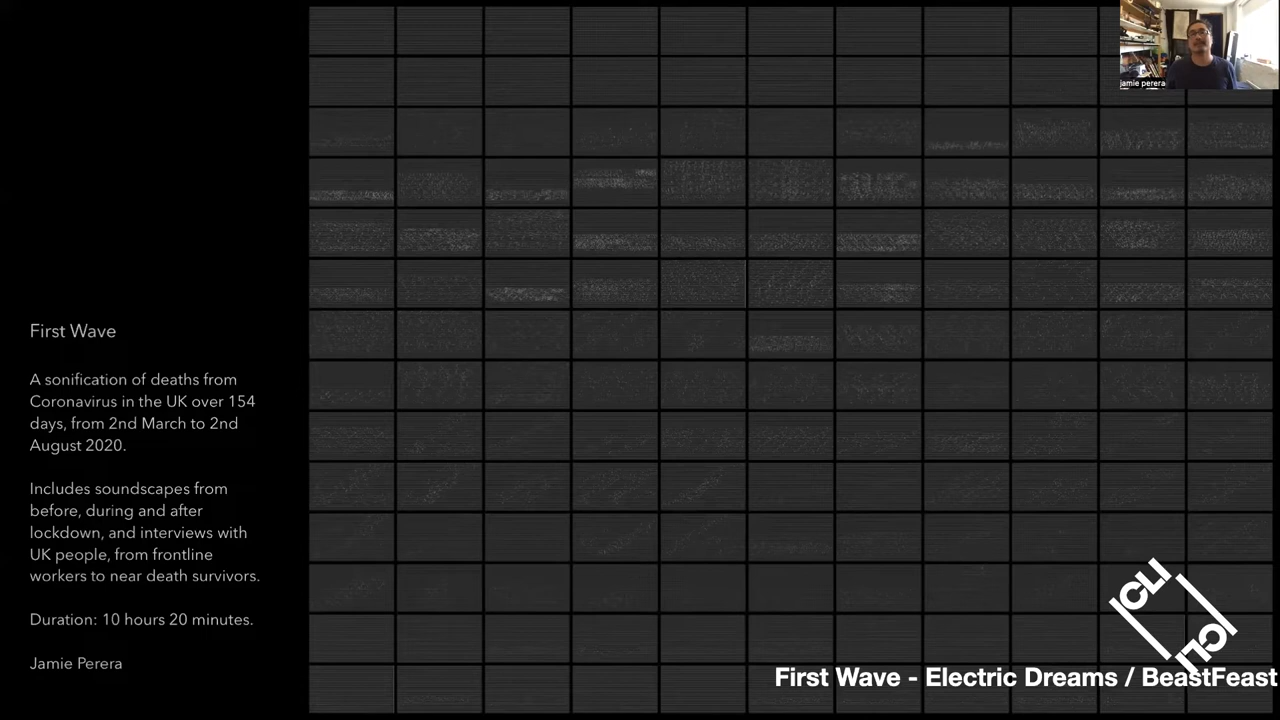 jamie perera
First Wave
A sonification of deaths from
Coronavirus in the UK over 154
days, from 2nd March to 2nd
August 2020.
Includes soundscapes from
before, during and after
lockdown, and interviews with
UK people, from frontline
workers to near death survivors.
Duration: 10 hours 20 minutes.
Jamie Perera
ICLI
ICLI
First Wave - Electric Dreams / BeastFeast